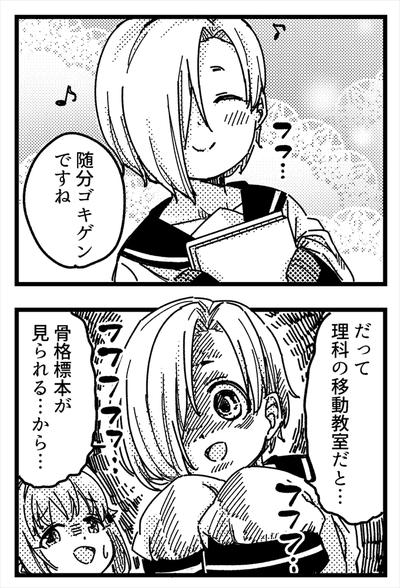 フフ…
随分ゴキゲン
ですね
だって
理科の移動教室だと…
骨格標本が
見られる…から…
フフフフフフ…
フフフ…